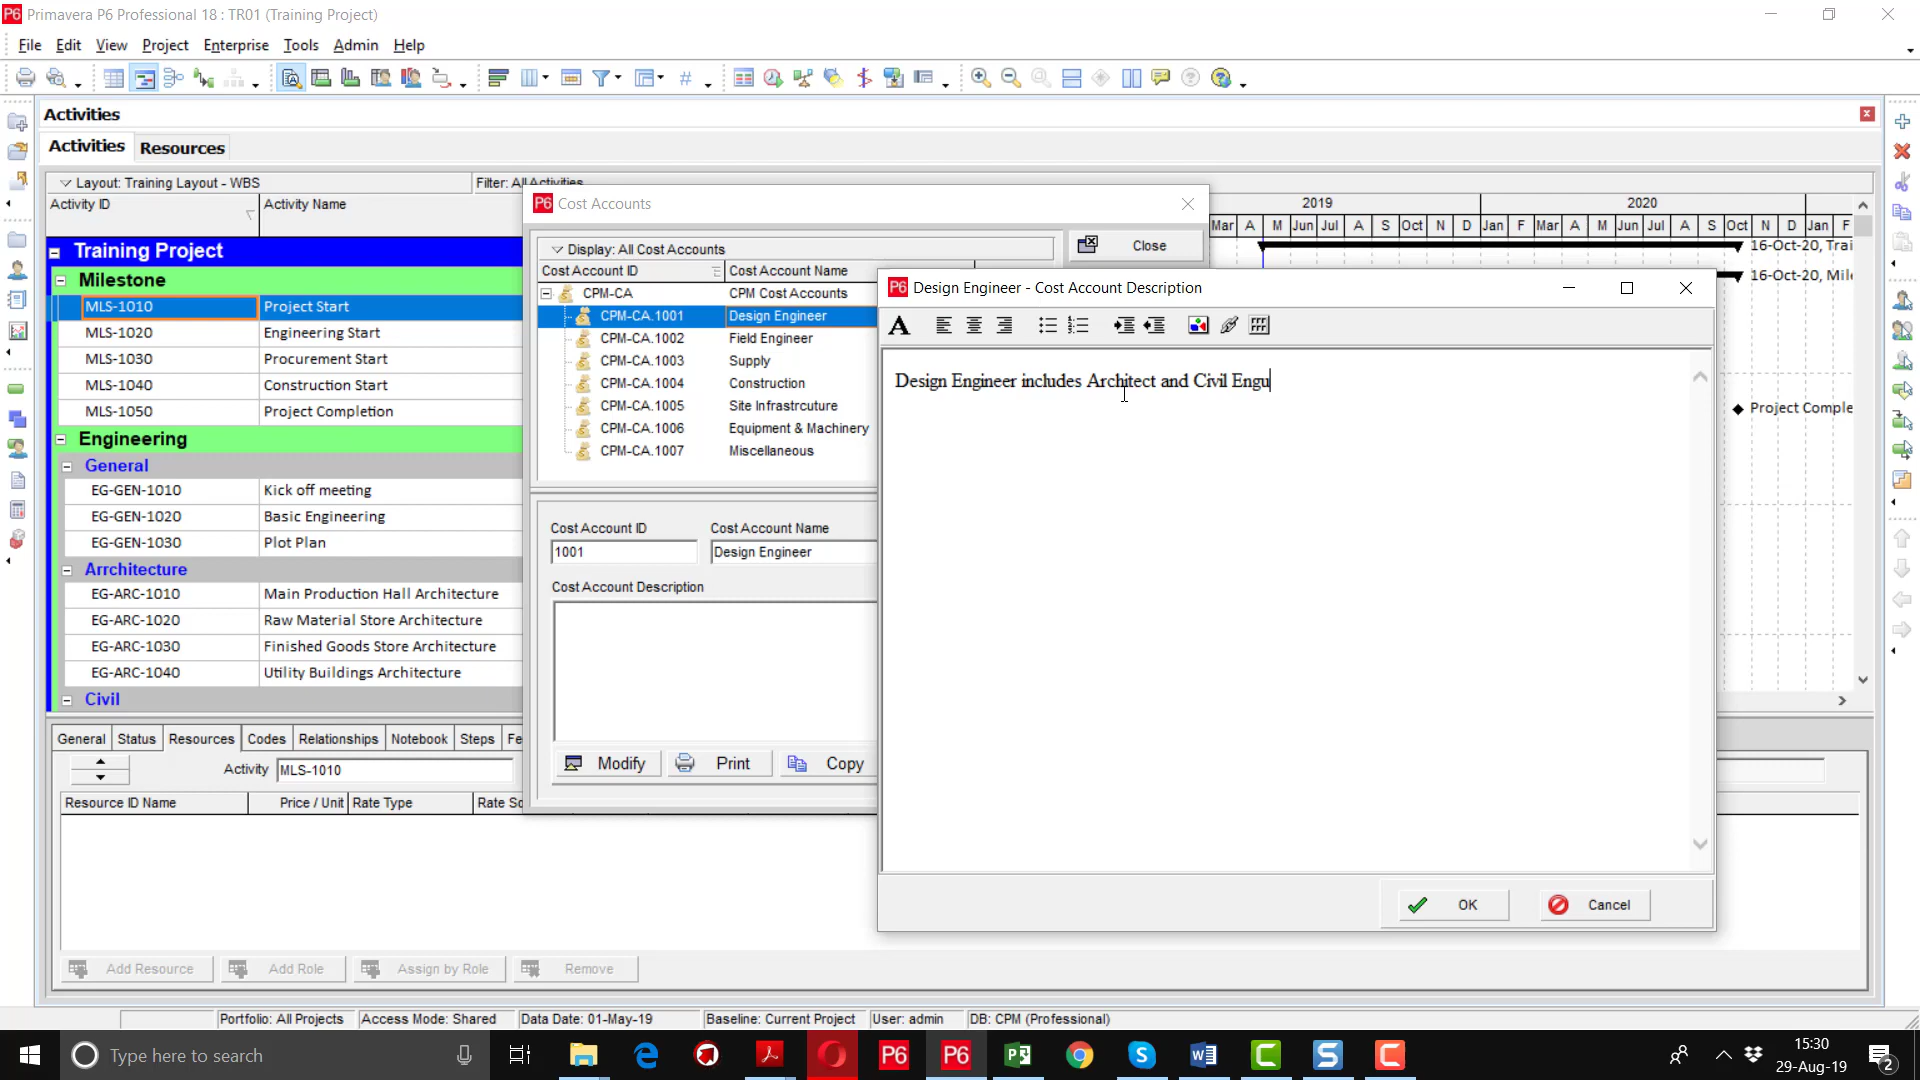 P6 Primavera P6 Professional 18 : TR01 (Training Project)
File Edit View Project Enterprise Tools Admin Help
Activities
Activities Resources
Layout: Training Layout - WBS Filter: All Activities
Activity ID Activity Name
Training Project
Milestone
MLS-1010 Project Start
MLS-1020 Engineering Start
MLS-1030 Procurement Start
MLS-1040 Construction Start
MLS-1050 Project Completion
Engineering
General
EG-GEN-1010 Kick off meeting
EG-GEN-1020 Basic Engineering
EG-GEN-1030 Plot Plan
Arrchitecture
EG-ARC-1010 Main Production Hall Architecture
EG-ARC-1020 Raw Material Store Architecture
EG-ARC-1030 Finished Goods Store Architecture
EG-ARC-1040 Utility Buildings Architecture
Civil
2019 2020
Mar A M Jun Jul A S Oct N D Jan F Mar A M Jun Jul A S Oct N D Jan F
16-Oct-20, Trai
16-Oct-20, Mile
Project Comple
P6 Cost Accounts
Display: All Cost Accounts
Close
Cost Account ID Cost Account Name
CPM-CA CPM Cost Accounts
CPM-CA.1001 Design Engineer
CPM-CA.1002 Field Engineer
CPM-CA.1003 Supply
CPM-CA.1004 Construction
CPM-CA.1005 Site Infrastrcuture
CPM-CA.1006 Equipment & Machinery
CPM-CA.1007 Miscellaneous
Cost Account ID Cost Account Name
1001 Design Engineer
Cost Account Description
Modify Print Copy
P6 Design Engineer - Cost Account Description
Design Engineer includes Architect and Civil Engu
OK Cancel
General Status Resources Codes Relationships Notebook Steps Fe
Activity MLS-1010
Resource ID Name Price / Unit Rate Type Rate So
Add Resource Add Role Assign by Role Remove
Portfolio: All Projects Access Mode: Shared Data Date: 01-May-19 Baseline: Current Project User: admin DB: CPM (Professional)
Type here to search
15:30
29-Aug-19
2